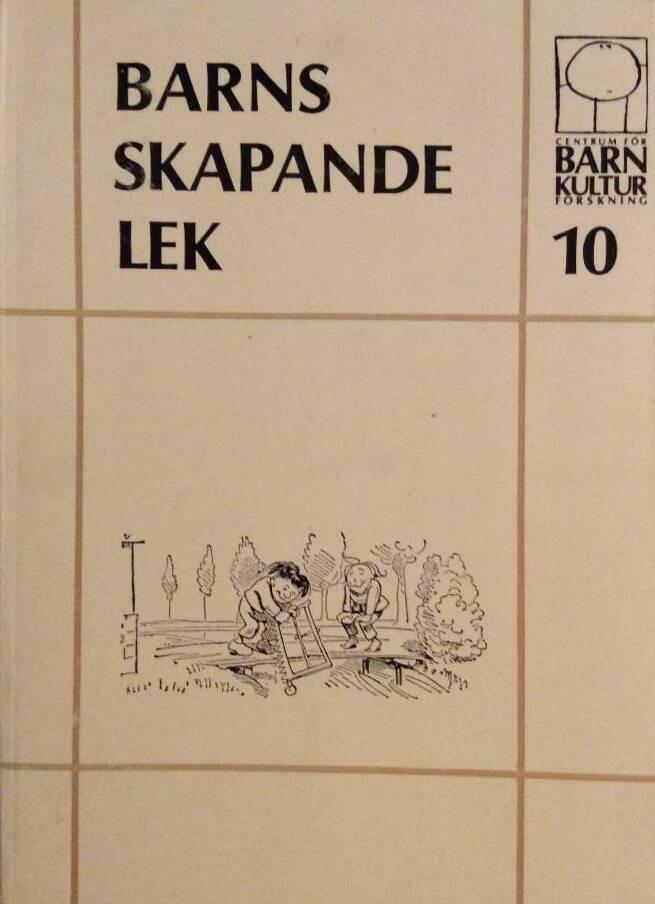 BARNS
SKAPANDE
LEK
CENTRUM FÖR
BARN
KULTUR
FORSKNING
10